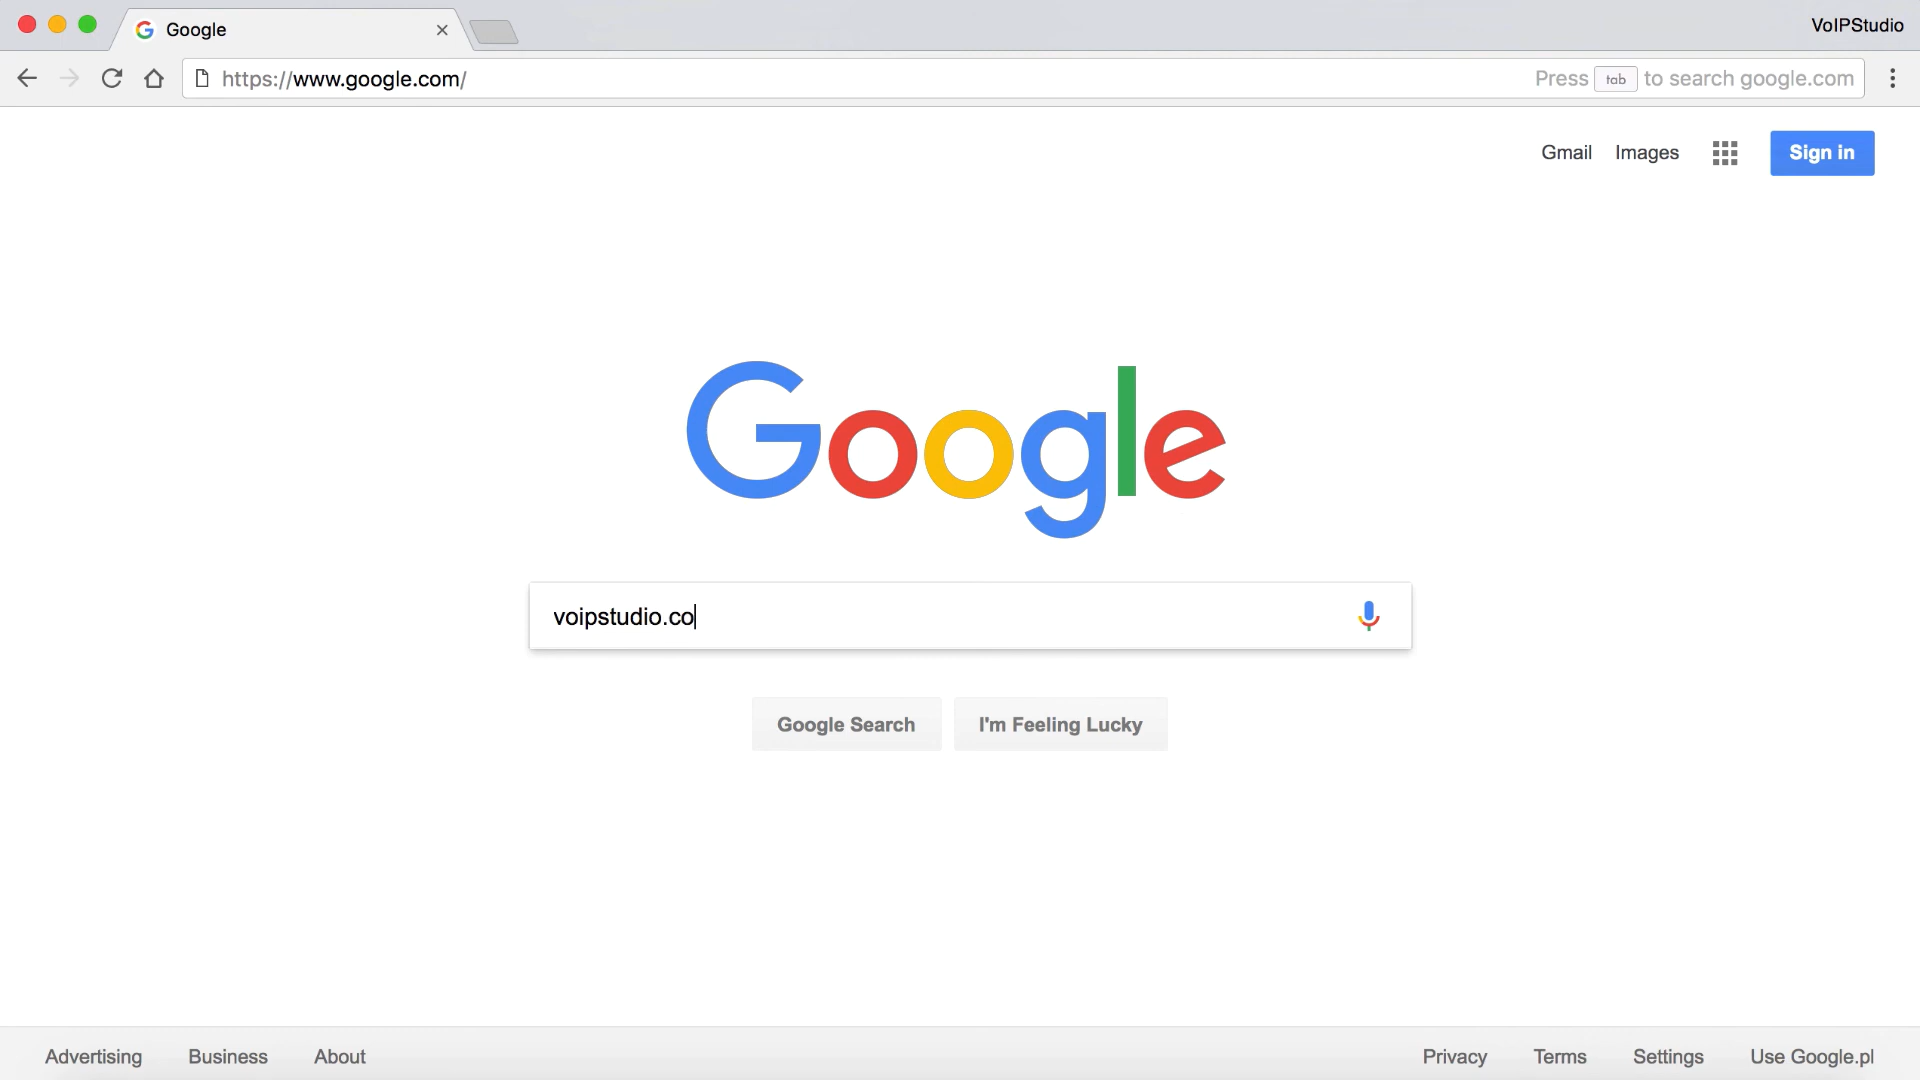 Google
VoIPStudio
https://www.google.com/
Press tab to search google.com
Gmail Images Sign in
Google
voipstudio.co
Google Search I'm Feeling Lucky
Advertising Business About Privacy Terms Settings Use Google.pl